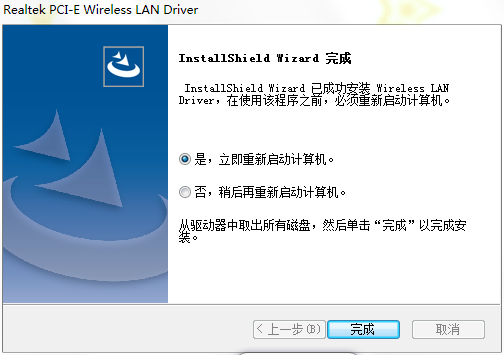 Realtek PCI-E Wireless LAN Driver
InstallShield Wizard 完成
InstallShield Wizard 已成功安装 Wireless LAN
Driver，在使用该程序之前，必须重新启动计算机。
是，立即重新启动计算机。
否，稍后再重新启动计算机。
从驱动器中取出所有磁盘，然后单击“完成”以完成安
装。
< 上一步(B)
完成
取消